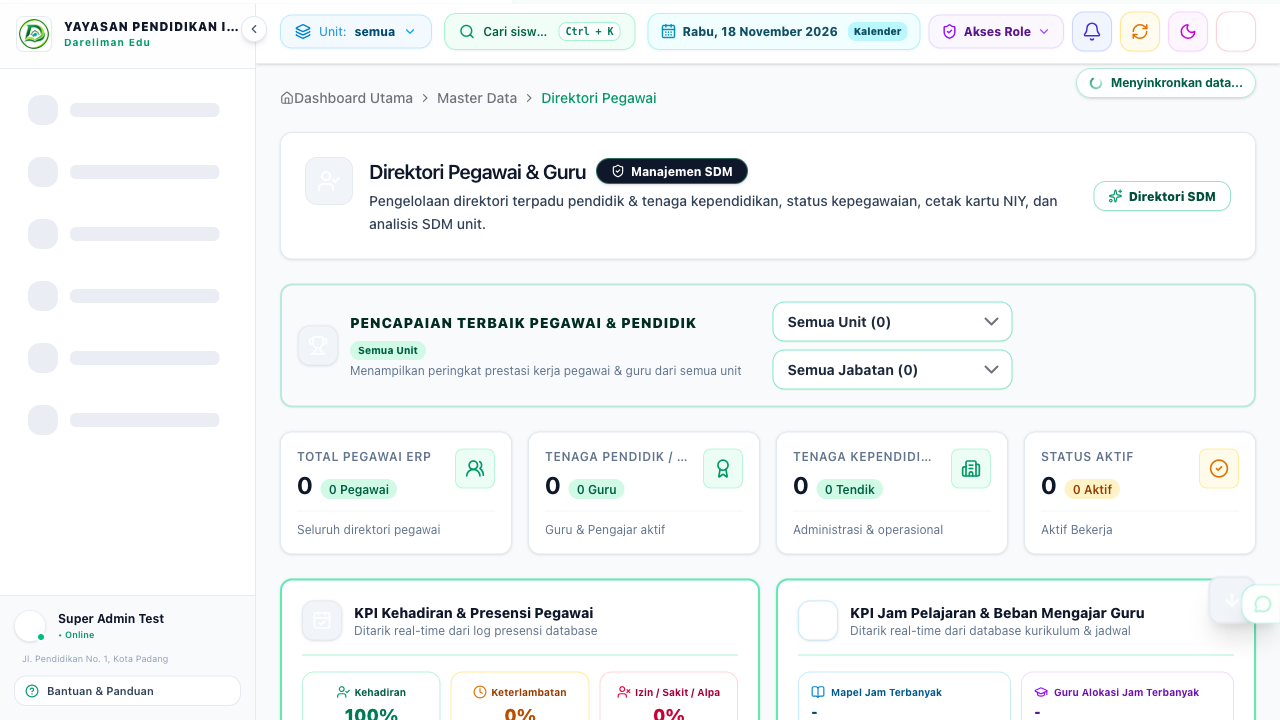 YAYASAN PENDIDIKAN I...
Dareliman Edu
Unit: semua
Cari sisw...
Ctrl + K
Rabu, 18 November 2026
Kalender
Akses Role
Menyinkronkan data...
Dashboard Utama
Master Data
Direktori Pegawai
Direktori Pegawai & Guru
Manajemen SDM
Pengelolaan direktori terpadu pendidik & tenaga kependidikan, status kepegawaian, cetak kartu NIY, dan
analisis SDM unit.
Direktori SDM
PENCAPAIAN TERBAIK PEGAWAI & PENDIDIK
Semua Unit
Menampilkan peringkat prestasi kerja pegawai & guru dari semua unit
Semua Unit (0)
Semua Jabatan (0)
TOTAL PEGAWAI ERP
0
0 Pegawai
Seluruh direktori pegawai
TENAGA PENDIDIK / ...
0
0 Guru
Guru & Pengajar aktif
TENAGA KEPENDIDI...
0
0 Tendik
Administrasi & operasional
STATUS AKTIF
0
0 Aktif
Aktif Bekerja
KPI Kehadiran & Presensi Pegawai
Ditarik real-time dari log presensi database
Kehadiran
100%
Keterlambatan
0%
Izin / Sakit / Alpa
0%
KPI Jam Pelajaran & Beban Mengajar Guru
Ditarik real-time dari database kurikulum & jadwal
Mapel Jam Terbanyak
-
Guru Alokasi Jam Terbanyak
-
Super Admin Test
• Online
Jl. Pendidikan No. 1, Kota Padang
Bantuan & Panduan